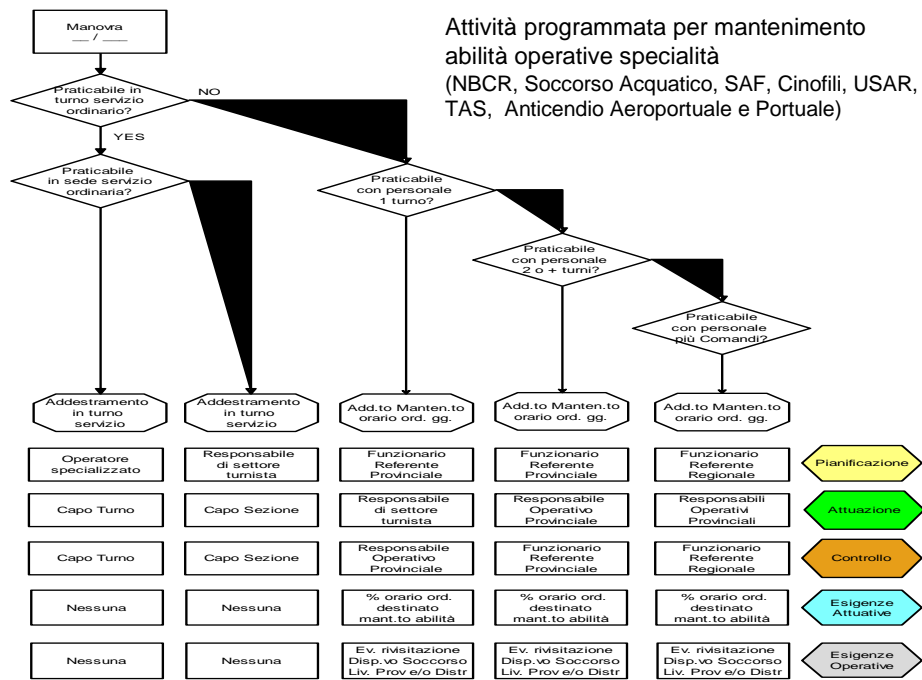 Attività programmata per mantenimento
abilità operative specialità
(NBCR, Soccorso Acquatico, SAF, Cinofili, USAR,
TAS, Anticendio Aeroportuale e Portuale)
Manovra
__ / ___
Praticabile in
turno servizio
ordinario?
NO
YES
Praticabile
in sede servizio
ordinaria?
Praticabile
con personale
1 turno?
Praticabile
con personale
2 o + turni?
Praticabile
con personale
più Comandi?
Addestramento
in turno
servizio
Addestramento
in turno
servizio
Add.to Manten.to
orario ord. gg.
Add.to Manten.to
orario ord. gg.
Add.to Manten.to
orario ord. gg.
Operatore
specializzato
Responsabile
di settore
turnista
Funzionario
Referente
Provinciale
Funzionario
Referente
Provinciale
Funzionario
Referente
Regionale
Pianificazione
Capo Turno
Capo Sezione
Responsabile
di settore
turnista
Responsabile
Operativo
Provinciale
Responsabili
Operativi
Provinciali
Attuazione
Capo Turno
Capo Sezione
Responsabile
Operativo
Provinciale
Funzionario
Referente
Provinciale
Funzionario
Referente
Regionale
Controllo
Nessuna
Nessuna
% orario ord.
destinato
mant.to abilità
% orario ord.
destinato
mant.to abilità
% orario ord.
destinato
mant.to abilità
Esigenze
Attuative
Nessuna
Nessuna
Ev. rivisitazione
Disp.vo Soccorso
Liv. Prov e/o Distr
Ev. rivisitazione
Disp.vo Soccorso
Liv. Prov e/o Distr
Ev. rivisitazione
Disp.vo Soccorso
Liv. Prov e/o Distr
Esigenze
Operative